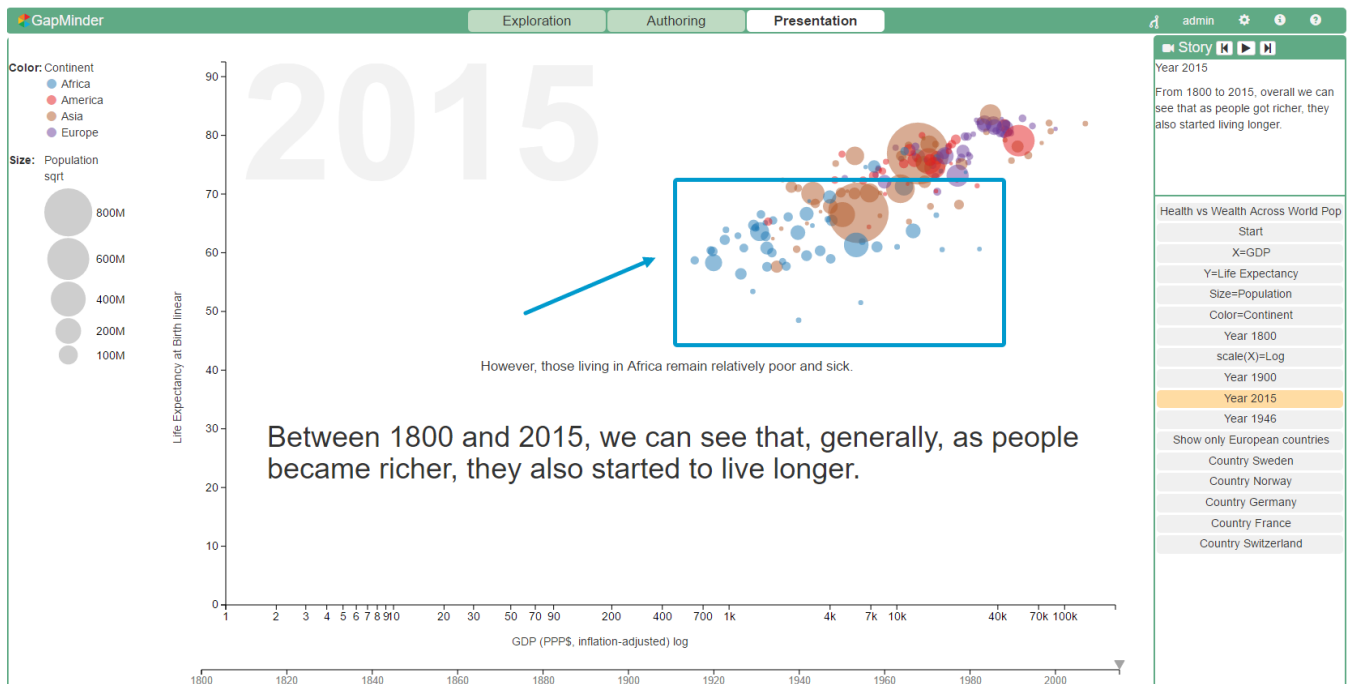 GapMinder
Exploration
Authoring
Presentation
admin
Color: Continent
Africa
America
Asia
Europe
Size: Population
sqrt
800M
600M
400M
200M
100M
2015
Life Expectancy at Birth linear
90
80
70
60
50
40
30
20
10
0
However, those living in Africa remain relatively poor and sick.
Between 1800 and 2015, we can see that, generally, as people
became richer, they also started to live longer.
1 2 3 4 5 6 7 8 9 10 20 30 50 70 90 200 400 700 1k 4k 7k 10k 40k 70k 100k
GDP (PPP$, inflation-adjusted) log
1800 1820 1840 1860 1880 1900 1920 1940 1960 1980 2000
Story
Year 2015
From 1800 to 2015, overall we can
see that as people got richer, they
also started living longer.
Health vs Wealth Across World Pop
Start
X=GDP
Y=Life Expectancy
Size=Population
Color=Continent
Year 1800
scale(X)=Log
Year 1900
Year 2015
Year 1946
Show only European countries
Country Sweden
Country Norway
Country Germany
Country France
Country Switzerland